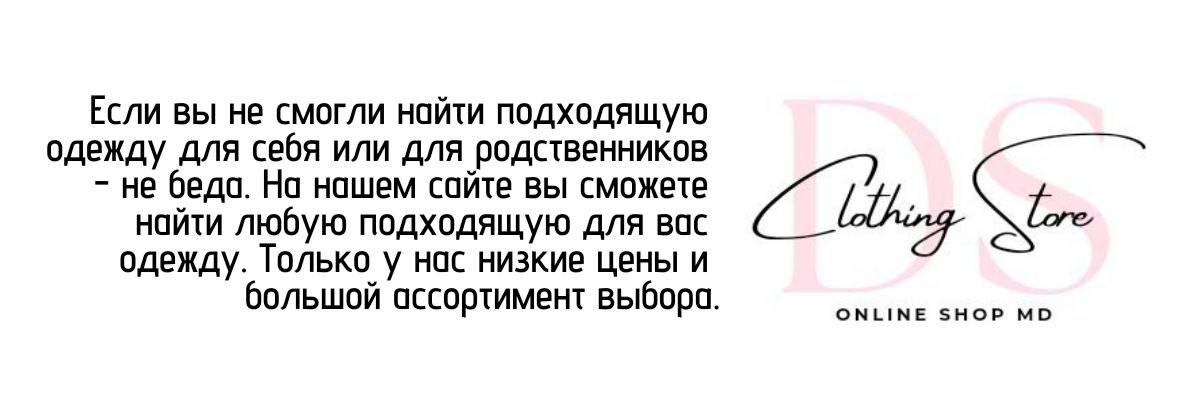 Если вы не смогли найти подходящую
одежду для себя или для родственников
- не беда. На нашем сайте вы сможете
найти любую подходящую для вас
одежду. Только у нас низкие цены и
большой ассортимент выбора.
DS
Clothing Store
ONLINE SHOP MD